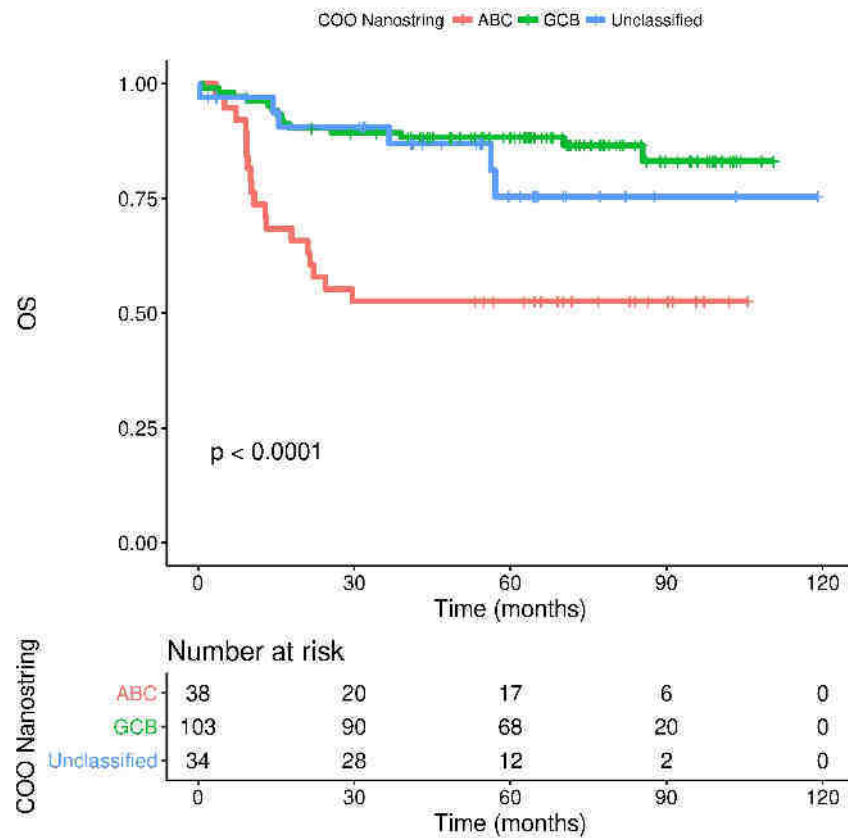 COO Nanostring ABC GCB Unclassified
1.00
0.75
0.50
0.25
0.00
OS
p < 0.0001
0 30 60 90 120
Time (months)
Number at risk
COO Nanostring
ABC 38 20 17 6 0
GCB 103 90 68 20 0
Unclassified 34 28 12 2 0
0 30 60 90 120
Time (months)